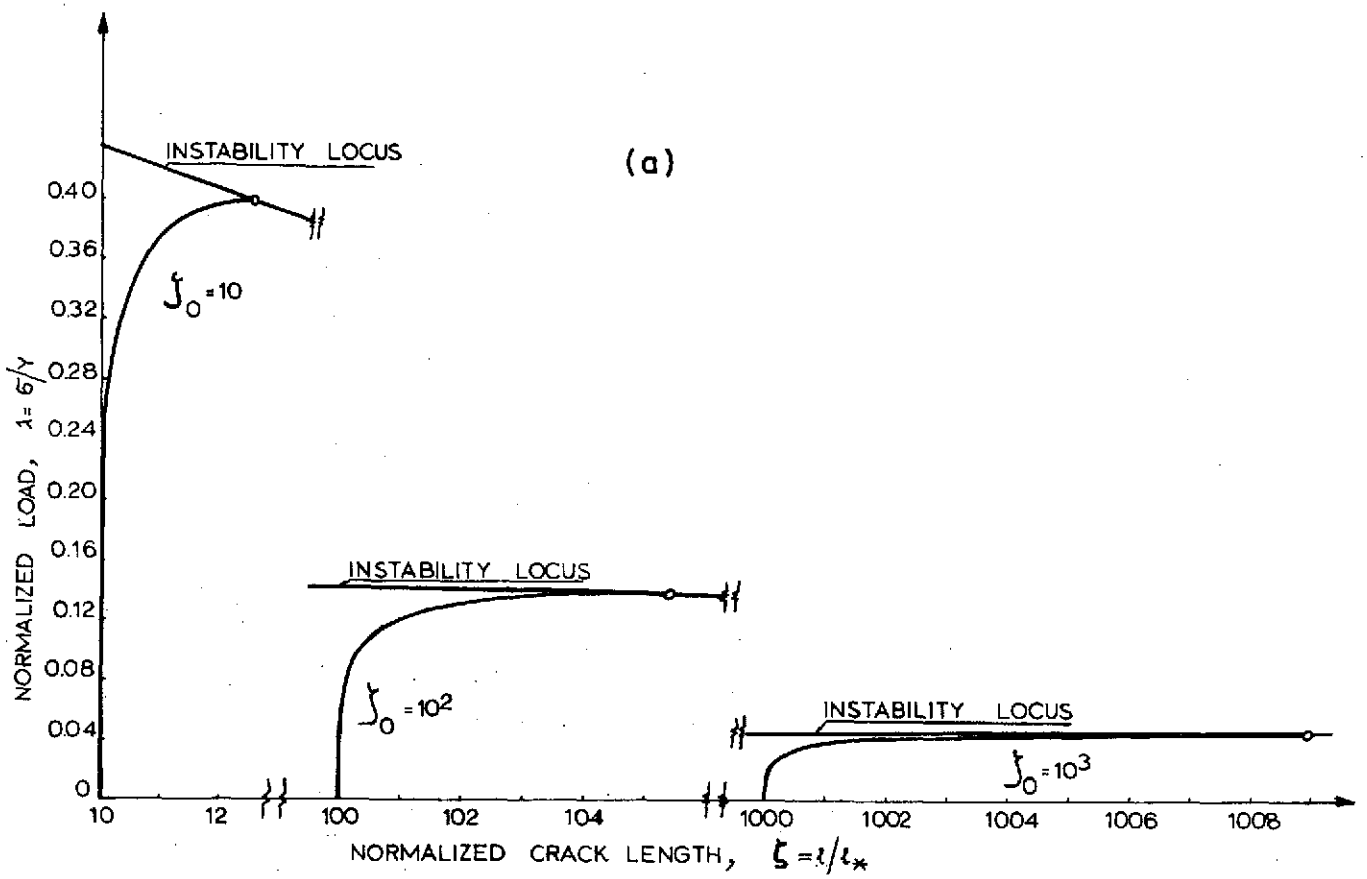 (a)
INSTABILITY LOCUS
0.40
0.36
0.32
0.28
0.24
0.20
0.16
0.12
0.08
0.04
0
NORMALIZED LOAD, λ = σ/Y
ζ₀ = 10
INSTABILITY LOCUS
ζ₀ = 10²
INSTABILITY LOCUS
ζ₀ = 10³
10 12 100 102 104 1000 1002 1004 1006 1008
NORMALIZED CRACK LENGTH, ζ = l/l*